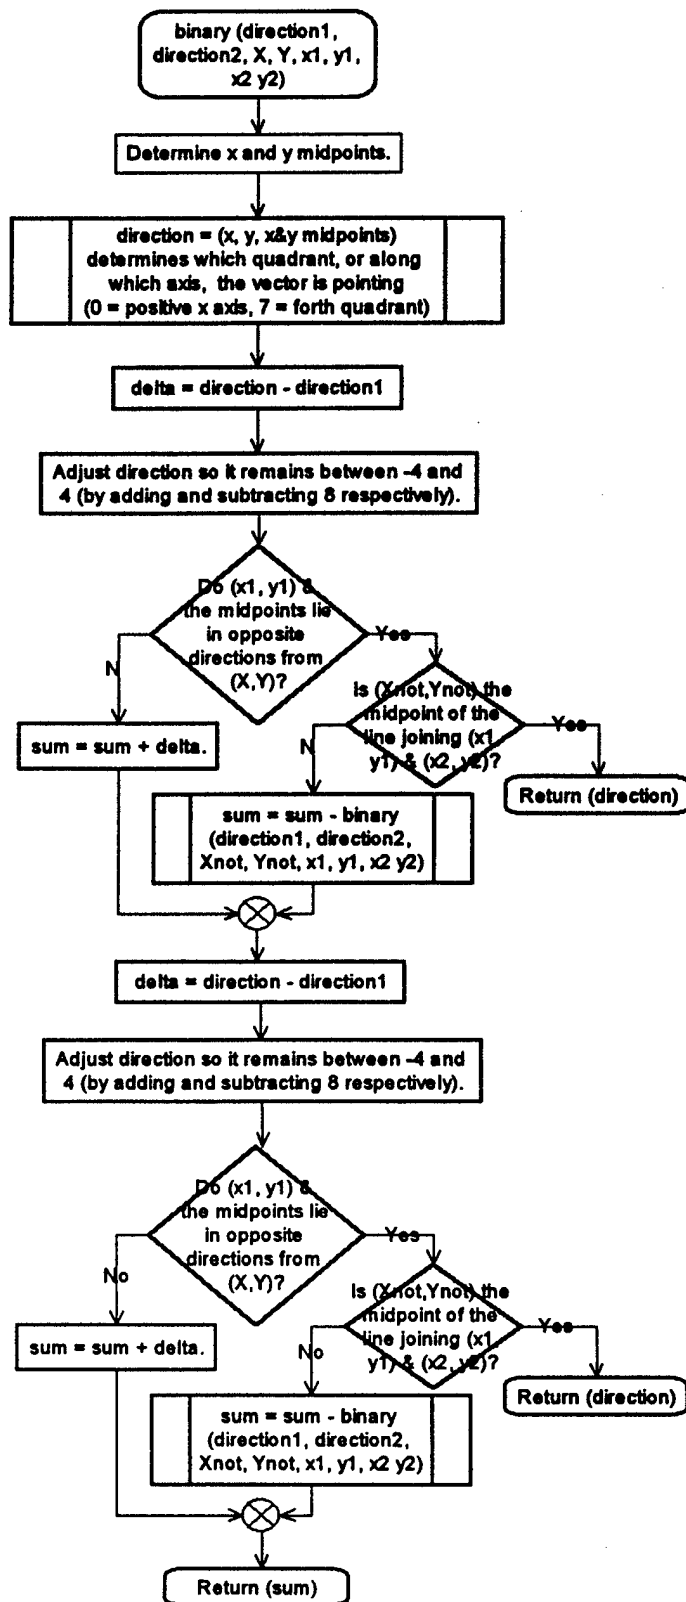 binary (direction1,
direction2, X, Y, x1, y1,
x2 y2)
Determine x and y midpoints.
direction = (x, y, x&y midpoints)
determines which quadrant, or along
which axis, the vector is pointing
(0 = positive x axis, 7 = forth quadrant)
delta = direction - direction1
Adjust direction so it remains between -4 and
4 (by adding and subtracting 8 respectively).
Do (x1, y1) &
the midpoints lie
in opposite
directions from
(X,Y)?
Yes
N
Is (Xnot,Ynot) the
midpoint of the
line joining (x1,
y1) & (x2, y2)?
Yes
N
sum = sum + delta.
Return (direction)
sum = sum - binary
(direction1, direction2,
Xnot, Ynot, x1, y1, x2 y2)
delta = direction - direction1
Adjust direction so it remains between -4 and
4 (by adding and subtracting 8 respectively).
Do (x1, y1) &
the midpoints lie
in opposite
directions from
(X,Y)?
Yes
No
Is (Xnot,Ynot) the
midpoint of the
line joining (x1,
y1) & (x2, y2)?
Yes
No
sum = sum + delta.
Return (direction)
sum = sum - binary
(direction1, direction2,
Xnot, Ynot, x1, y1, x2 y2)
Return (sum)